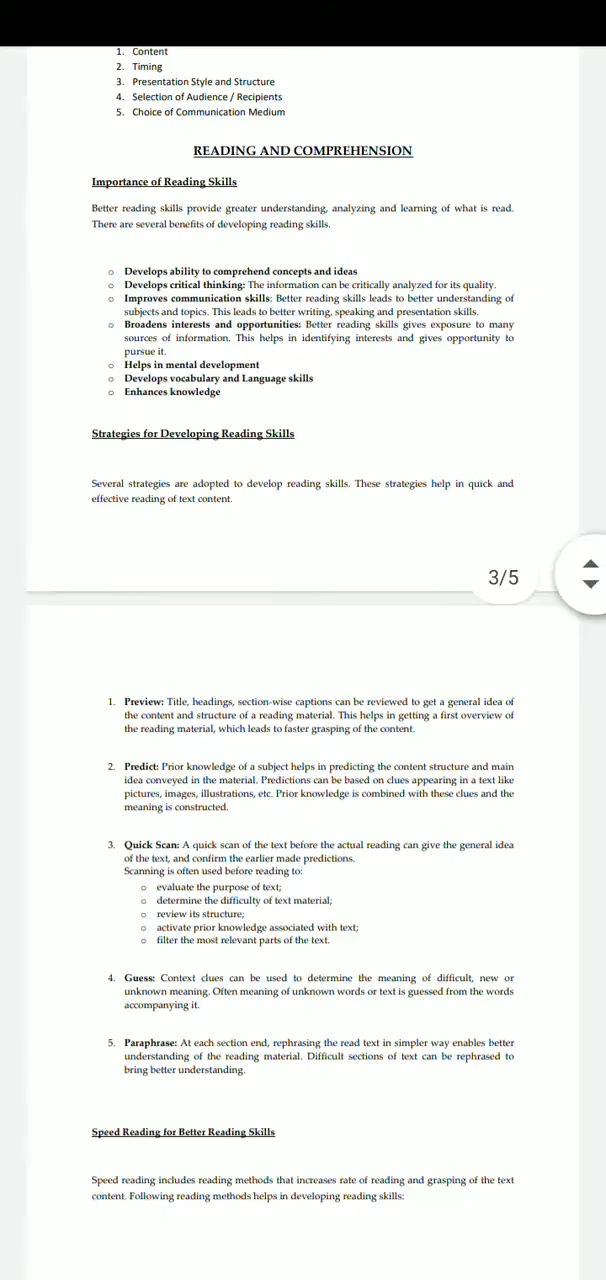 1. Content
2. Timing
3. Presentation Style and Structure
4. Selection of Audience / Recipients
5. Choice of Communication Medium
READING AND COMPREHENSION
Importance of Reading Skills
Better reading skills provide greater understanding, analyzing and learning of what is read.
There are several benefits of developing reading skills.
o Develops ability to comprehend concepts and ideas
o Develops critical thinking: The information can be critically analyzed for its quality.
o Improves communication skills: Better reading skills leads to better understanding of
subjects and topics. This leads to better writing, speaking and presentation skills.
o Broadens interests and opportunities: Better reading skills gives exposure to many
sources of information. This helps in identifying interests and gives opportunity to
pursue it.
o Helps in mental development
o Develops vocabulary and Language skills
o Enhances knowledge
Strategies for Developing Reading Skills
Several strategies are adopted to develop reading skills. These strategies help in quick and
effective reading of text content.
3/5
1. Preview: Title, headings, section-wise captions can be reviewed to get a general idea of
the content and structure of a reading material. This helps in getting a first overview of
the reading material, which leads to faster grasping of the content.
2. Predict: Prior knowledge of a subject helps in predicting the content structure and main
idea conveyed in the material. Predictions can be based on clues appearing in a text like
pictures, images, illustrations, etc. Prior knowledge is combined with these clues and the
meaning is constructed.
3. Quick Scan: A quick scan of the text before the actual reading can give the general idea
of the text, and confirm the earlier made predictions.
Scanning is often used before reading to:
o evaluate the purpose of text;
o determine the difficulty of text material;
o review its structure;
o activate prior knowledge associated with text;
o filter the most relevant parts of the text.
4. Guess: Context clues can be used to determine the meaning of difficult, new or
unknown meaning. Often meaning of unknown words or text is guessed from the words
accompanying it.
5. Paraphrase: At each section end, rephrasing the read text in simpler way enables better
understanding of the reading material. Difficult sections of text can be rephrased to
bring better understanding.
Speed Reading for Better Reading Skills
Speed reading includes reading methods that increases rate of reading and grasping of the text
content. Following reading methods helps in developing reading skills: